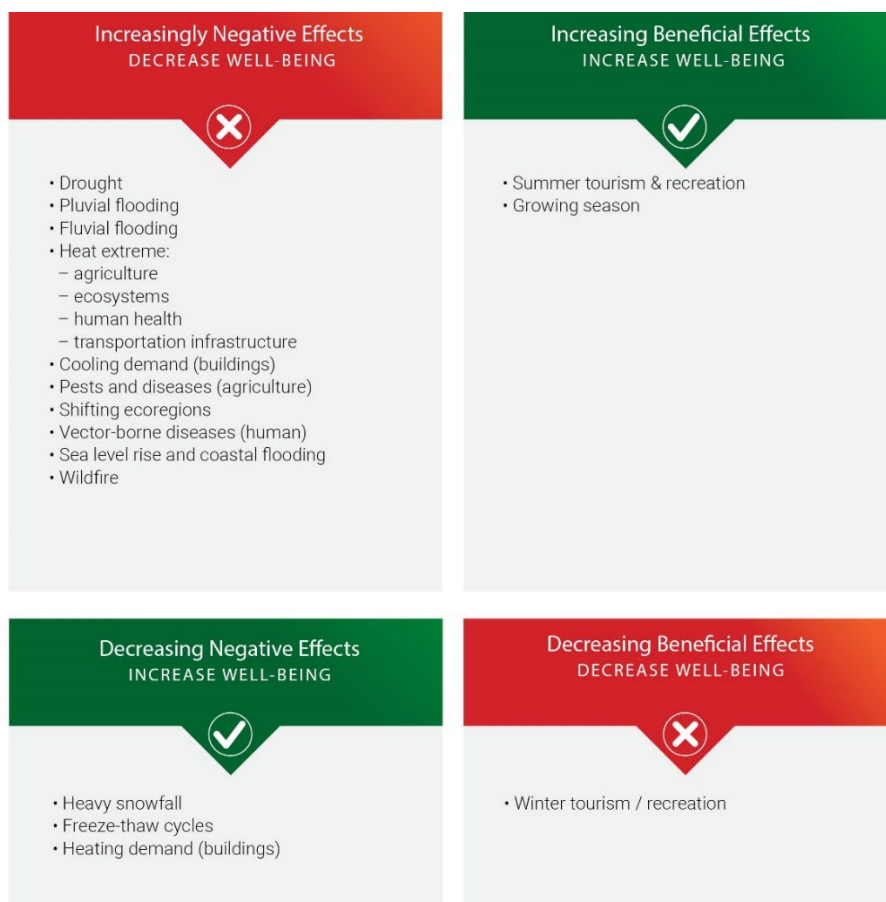 Increasingly Negative Effects
DECREASE WELL-BEING
• Drought
• Pluvial flooding
• Fluvial flooding
• Heat extreme:
– agriculture
– ecosystems
– human health
– transportation infrastructure
• Cooling demand (buildings)
• Pests and diseases (agriculture)
• Shifting ecoregions
• Vector-borne diseases (human)
• Sea level rise and coastal flooding
• Wildfire
Increasing Beneficial Effects
INCREASE WELL-BEING
• Summer tourism & recreation
• Growing season
Decreasing Negative Effects
INCREASE WELL-BEING
• Heavy snowfall
• Freeze-thaw cycles
• Heating demand (buildings)
Decreasing Beneficial Effects
DECREASE WELL-BEING
• Winter tourism / recreation